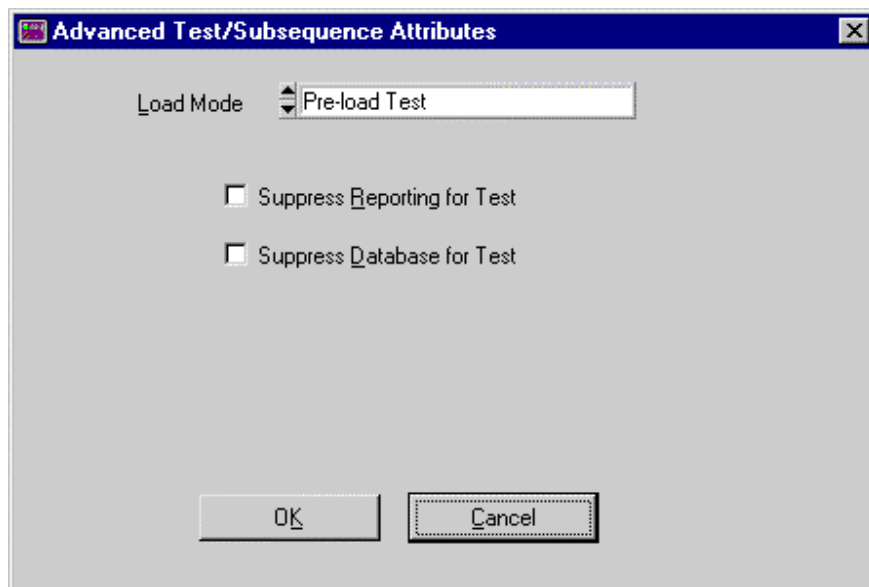 Advanced Test/Subsequence Attributes
Load Mode
Pre-load Test
Suppress Reporting for Test
Suppress Database for Test
OK
Cancel